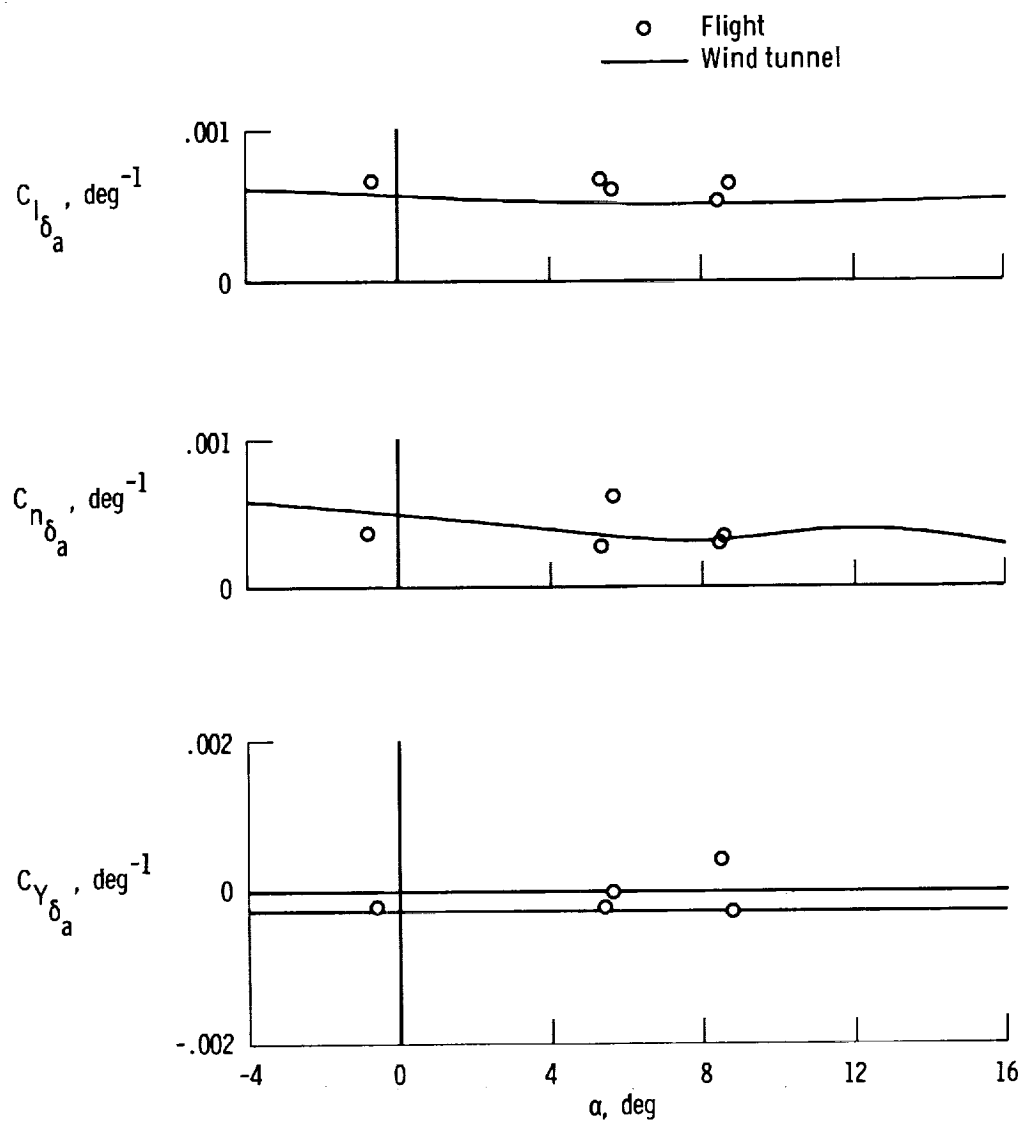 Flight
Wind tunnel
.001
C_{l_{δ_a}}, deg^{-1}
0
.001
C_{n_{δ_a}}, deg^{-1}
0
.002
C_{Y_{δ_a}}, deg^{-1}
0
-.002
-4 0 4 8 12 16
α, deg